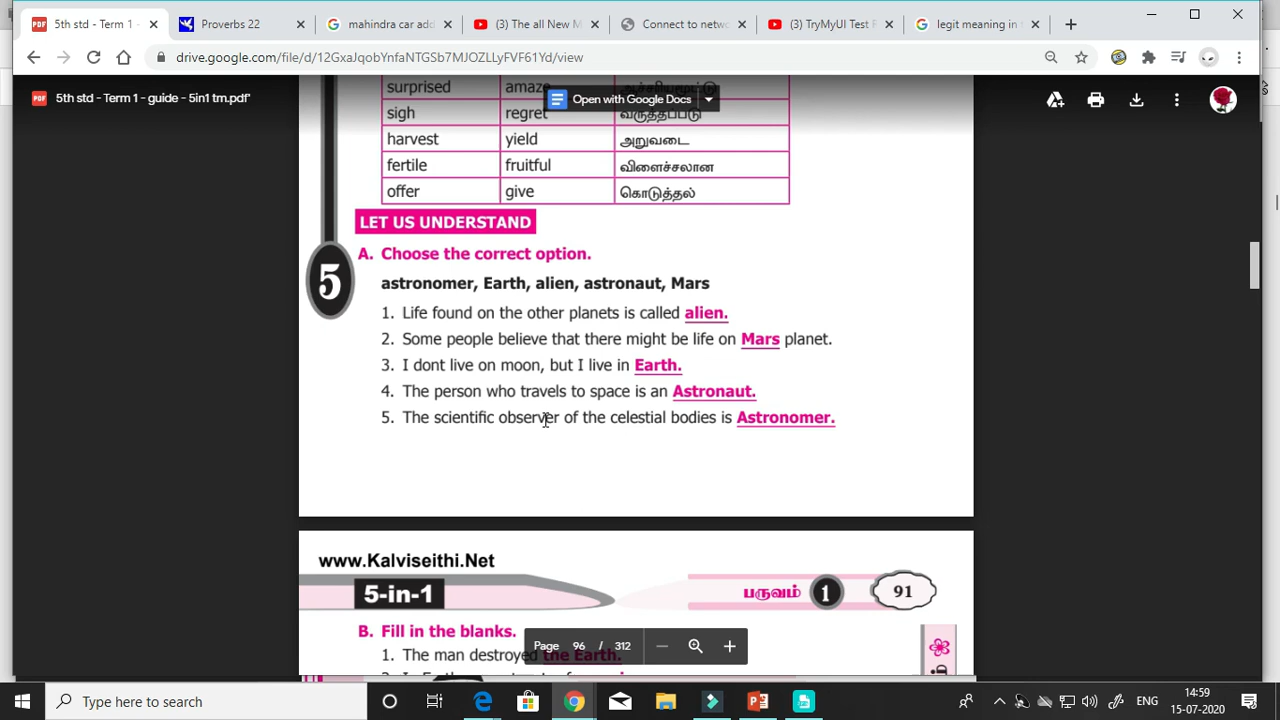 5th std - Term 1 -
Proverbs 22
mahindra car add
(3) The all New M
Connect to netwo
(3) TryMyUI Test R
legit meaning in t
drive.google.com/file/d/12GxaJqobYnfaNTGSb7MJOZLLyFVF61Yd/view
5th std - Term 1 - guide - 5in1 tm.pdf"
Open with Google Docs
surprised amaze ஆச்சரியமூட்டு
sigh regret வருத்தப்படு
harvest yield அறுவடை
fertile fruitful விளைச்சலான
offer give கொடுத்தல்
LET US UNDERSTAND
5
A. Choose the correct option.
astronomer, Earth, alien, astronaut, Mars
1. Life found on the other planets is called alien.
2. Some people believe that there might be life on Mars planet.
3. I dont live on moon, but I live in Earth.
4. The person who travels to space is an Astronaut.
5. The scientific observer of the celestial bodies is Astronomer.
www.Kalviseithi.Net
5-in-1
பருவம் 1 91
B. Fill in the blanks.
1. The man destroyed the Earth.
Page 96 / 312
Type here to search
ENG
14:59
15-07-2020